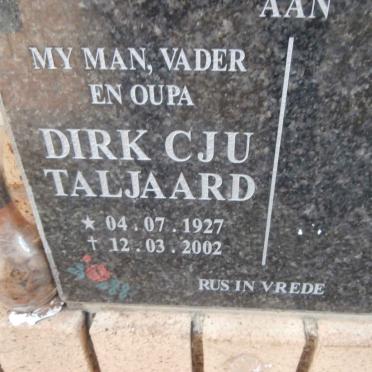 AAN
MY MAN, VADER
EN OUPA
DIRK CJU
TALJAARD
★ 04.07.1927
✝ 12.03.2002
RUS IN VREDE